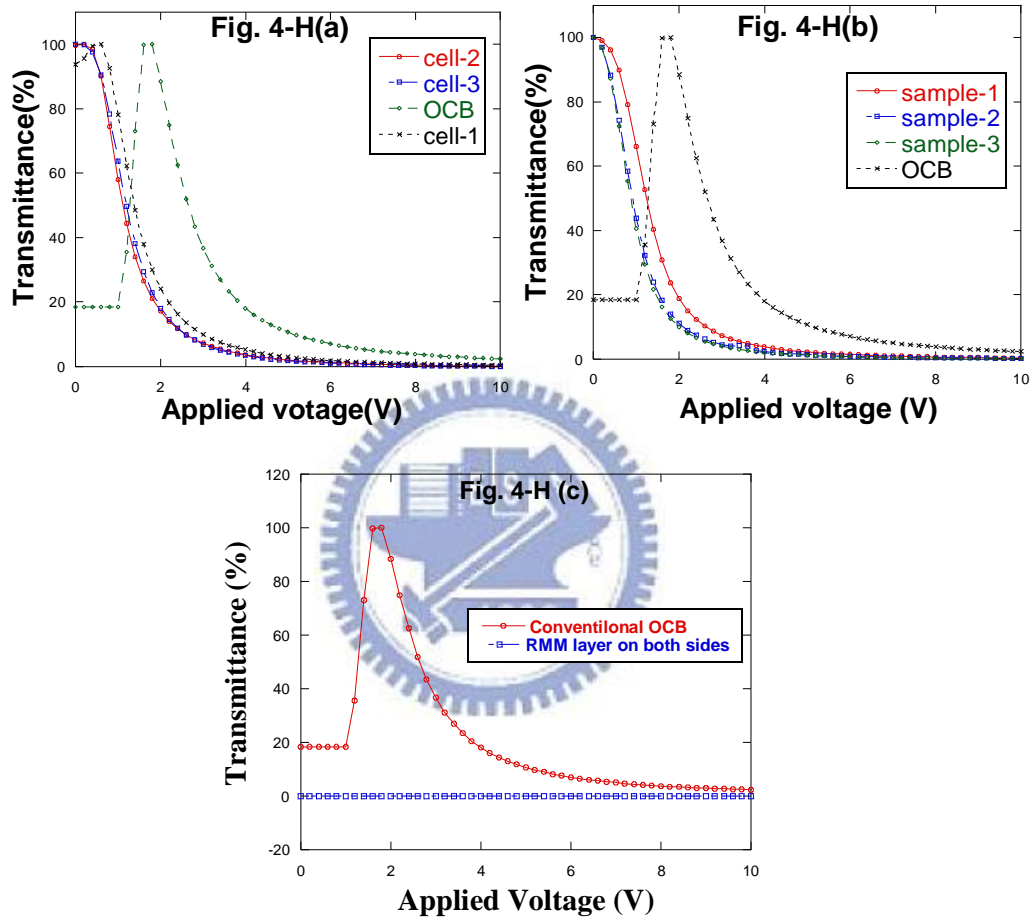 Fig. 4-H(a)
Transmittance(%)
100
80
60
40
20
0
0 2 4 6 8 10
Applied votage(V)
cell-2
cell-3
OCB
cell-1
Fig. 4-H(b)
Transmittance(%)
100
80
60
40
20
0
0 2 4 6 8 10
Applied voltage (V)
sample-1
sample-2
sample-3
OCB
Fig. 4-H (c)
Transmittance (%)
120
100
80
60
40
20
0
-20
0 2 4 6 8 10
Applied Voltage (V)
Conventilonal OCB
RMM layer on both sides